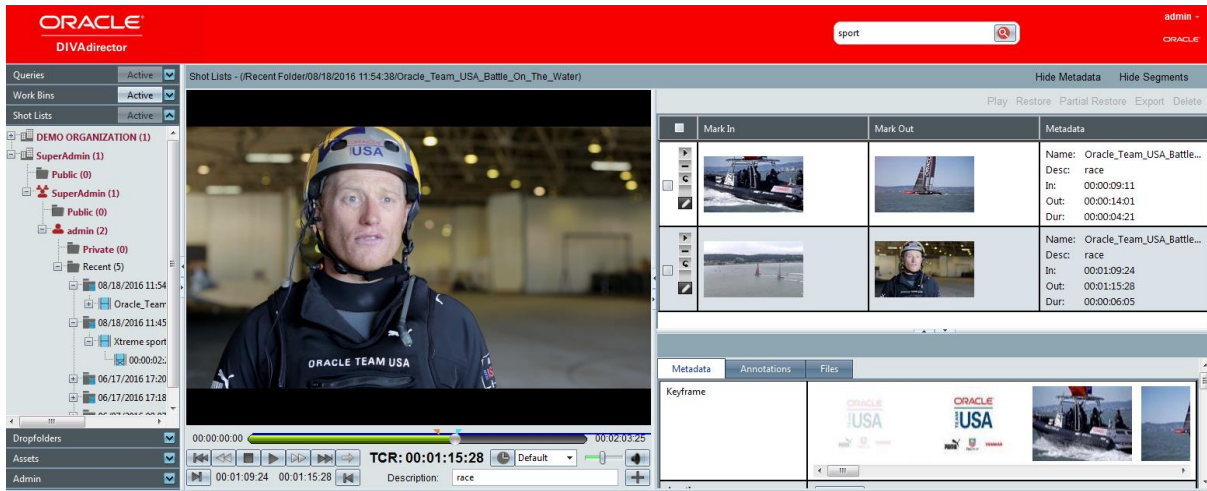 ORACLE
DIVAdirector
sport
admin -
ORACLE
Queries Active
Work Bins Active
Shot Lists Active
DEMO ORGANIZATION (1)
SuperAdmin (1)
Public (0)
SuperAdmin (1)
Public (0)
admin (2)
Private (0)
Recent (5)
08/18/2016 11:54
Oracle_Team
08/18/2016 11:45
Xtreme sport
00:00:02:
06/17/2016 17:20
06/17/2016 17:18
Dropfolders
Assets
Admin
Shot Lists - (/Recent Folder/08/18/2016 11:54:38/Oracle_Team_USA_Battle_On_The_Water)
Hide Metadata Hide Segments
USA
ORACLE TEAM USA
00:00:00:00 00:02:03:25
TCR: 00:01:15:28 Default
00:01:09:24 00:01:15:28 Description: race
Play Restore Partial Restore Export Delete
Mark In Mark Out Metadata
Name: Oracle_Team_USA_Battle...
Desc: race
In: 00:00:09:11
Out: 00:00:14:01
Dur: 00:00:04:21
Name: Oracle_Team_USA_Battle...
Desc: race
In: 00:01:09:24
Out: 00:01:15:28
Dur: 00:00:06:05
Metadata Annotations Files
Keyframe
ORACLE
TEAM USA
ORACLE
TEAM USA